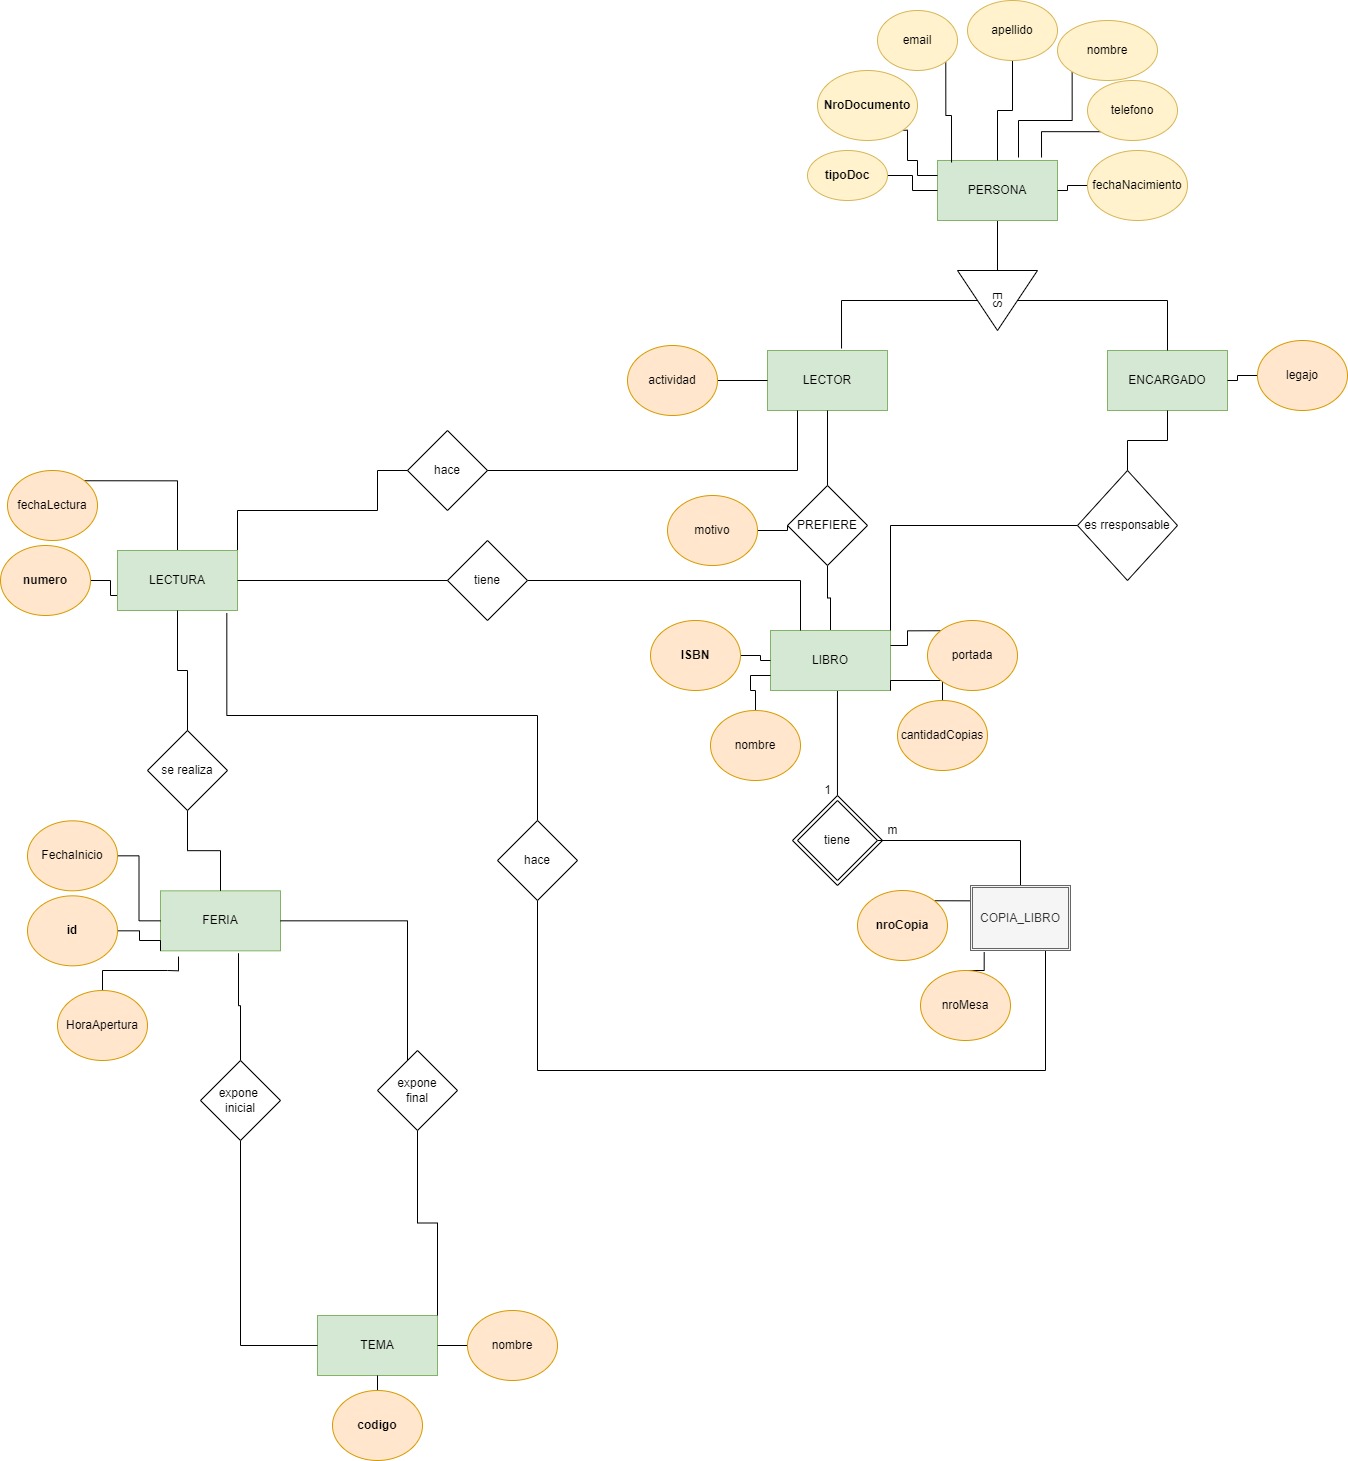 apellido
email
nombre
NroDocumento
telefono
tipoDoc
fechaNacimiento
PERSONA
ES
actividad
LECTOR
ENCARGADO
legajo
hace
fechaLectura
motivo
PREFIERE
es rresponsable
numero
LECTURA
tiene
ISBN
LIBRO
portada
nombre
cantidadCopias
se realiza
1
tiene
m
FechaInicio
hace
id
FERIA
nroCopia
COPIA_LIBRO
HoraApertura
nroMesa
expone
inicial
expone
final
TEMA
nombre
codigo